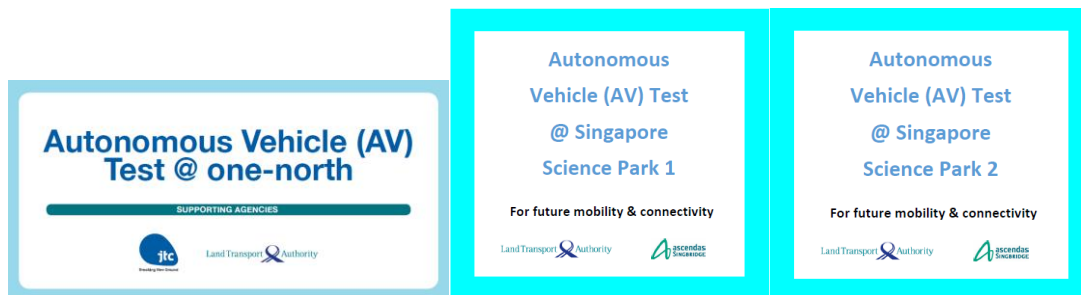 Autonomous Vehicle (AV)
Test @ one-north
SUPPORTING AGENCIES
jtc
Breaking New Ground
Land Transport Authority
Autonomous
Vehicle (AV) Test
@ Singapore
Science Park 1
For future mobility & connectivity
Land Transport Authority
ascendas
SINGBRIDGE
Autonomous
Vehicle (AV) Test
@ Singapore
Science Park 2
For future mobility & connectivity
Land Transport Authority
ascendas
SINGBRIDGE